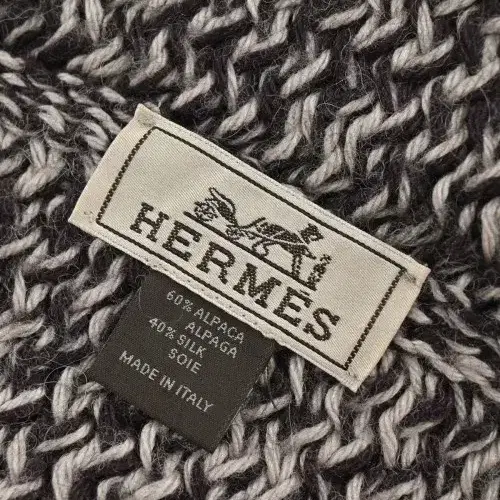 HERMES
60% ALPACA
ALPAGA
40% SILK
SOIE
MADE IN ITALY